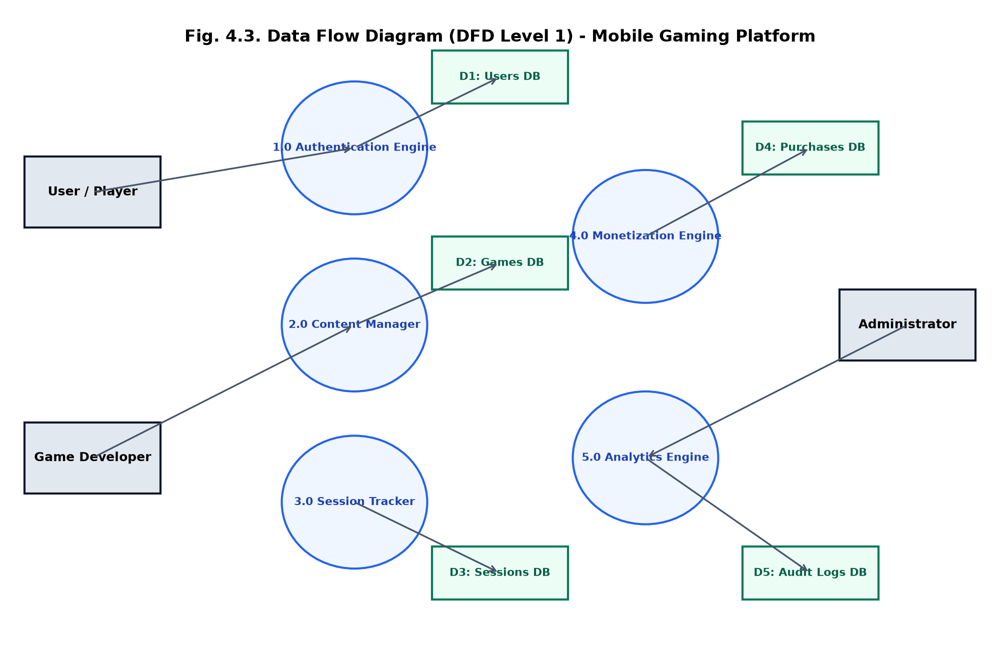 Fig. 4.3. Data Flow Diagram (DFD Level 1) - Mobile Gaming Platform
D1: Users DB
1.0 Authentication Engine
D4: Purchases DB
User / Player
4.0 Monetization Engine
D2: Games DB
2.0 Content Manager
Administrator
Game Developer
5.0 Analytics Engine
3.0 Session Tracker
D3: Sessions DB
D5: Audit Logs DB